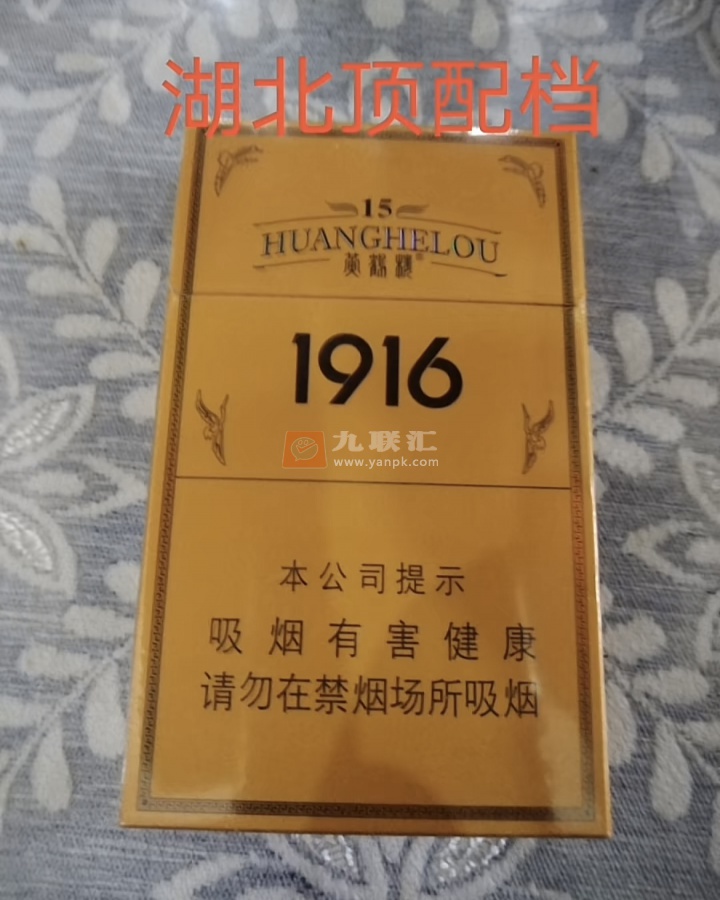 湖北顶配档
15
HUANGHELOU
黄鹤楼®
1916
九联汇
www.yanpk.com
本公司提示
吸烟有害健康
请勿在禁烟场所吸烟